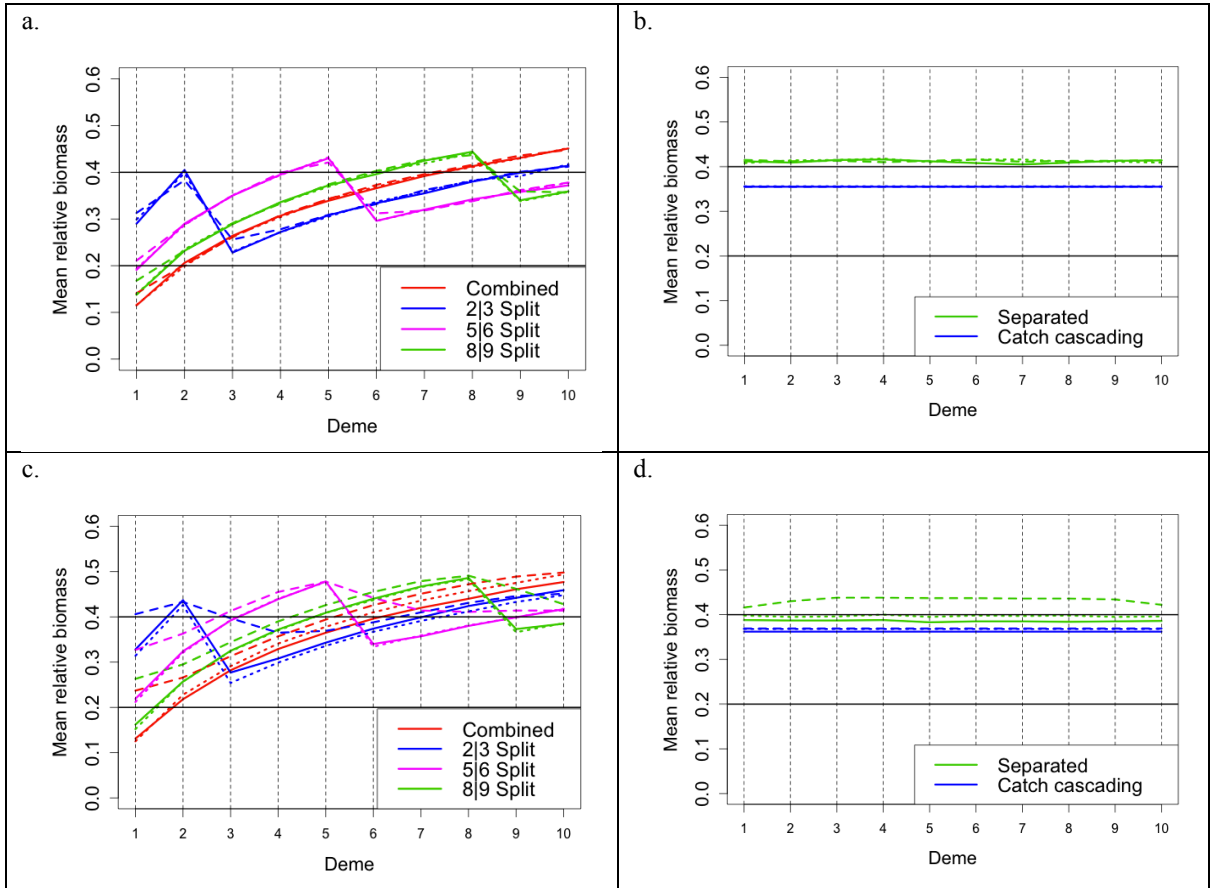 a.
Mean relative biomass
0.6
0.5
0.4
0.3
0.2
0.1
0.0
Combined
2|3 Split
5|6 Split
8|9 Split
1 2 3 4 5 6 7 8 9 10
Deme
b.
Mean relative biomass
0.6
0.5
0.4
0.3
0.2
0.1
0.0
Separated
Catch cascading
1 2 3 4 5 6 7 8 9 10
Deme
c.
Mean relative biomass
0.6
0.5
0.4
0.3
0.2
0.1
0.0
Combined
2|3 Split
5|6 Split
8|9 Split
1 2 3 4 5 6 7 8 9 10
Deme
d.
Mean relative biomass
0.6
0.5
0.4
0.3
0.2
0.1
0.0
Separated
Catch cascading
1 2 3 4 5 6 7 8 9 10
Deme